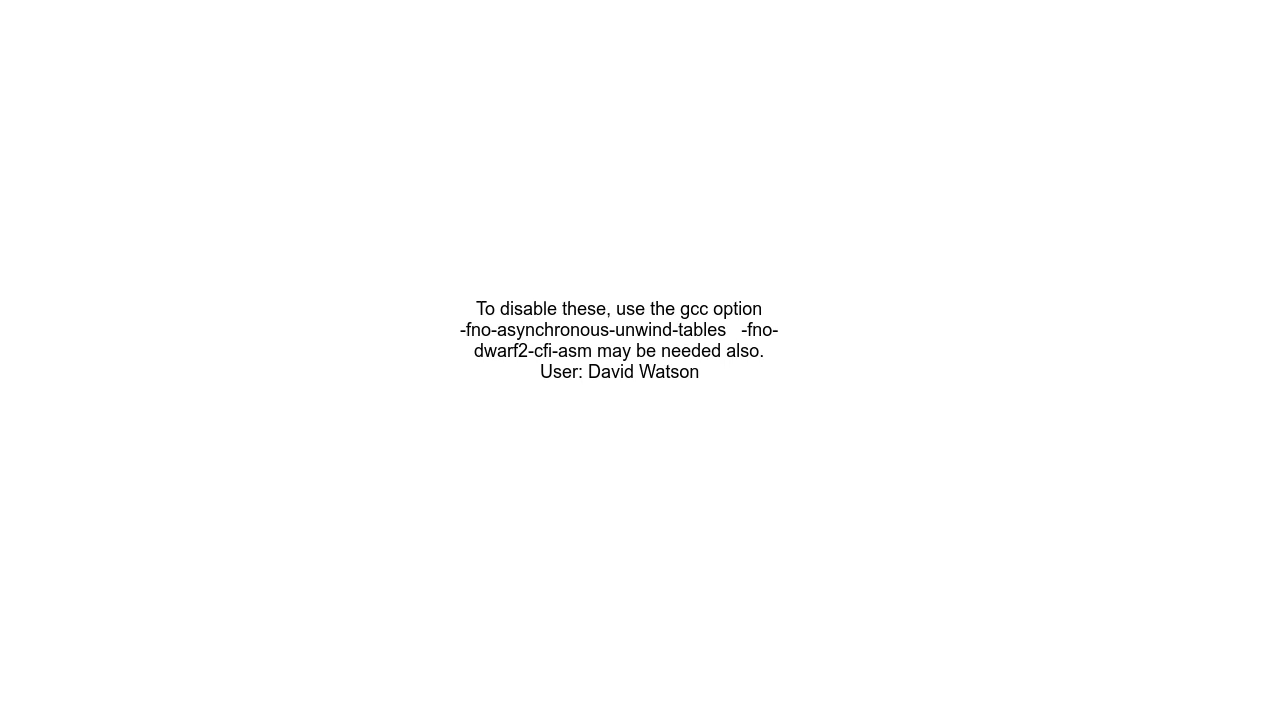 To disable these, use the gcc option
-fno-asynchronous-unwind-tables   -fno-
dwarf2-cfi-asm may be needed also.
User: David Watson